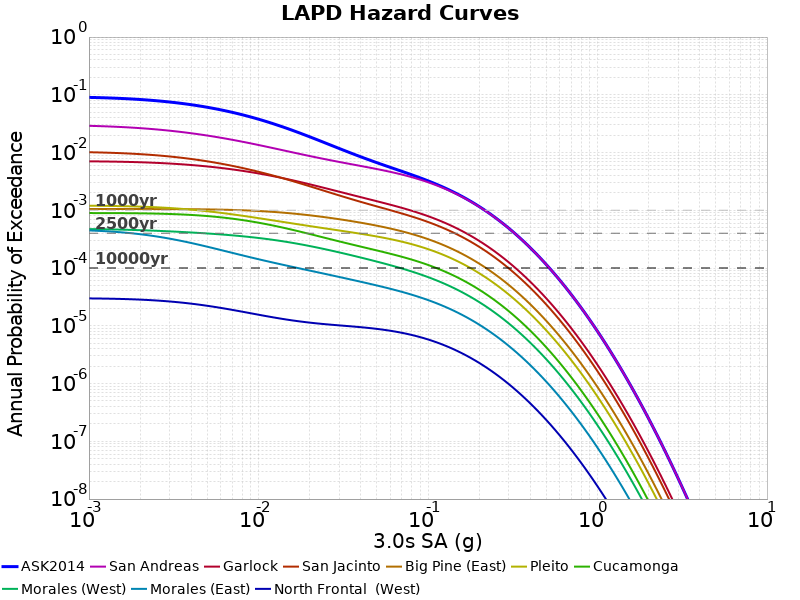 LAPD Hazard Curves
Annual Probability of Exceedance
10^0
10^-1
10^-2
10^-3
10^-4
10^-5
10^-6
10^-7
10^-8
1000yr
2500yr
10000yr
10^-3 10^-2 10^-1 10^0 10^1
3.0s SA (g)
ASK2014 San Andreas Garlock San Jacinto Big Pine (East) Pleito Cucamonga
Morales (West) Morales (East) North Frontal (West)